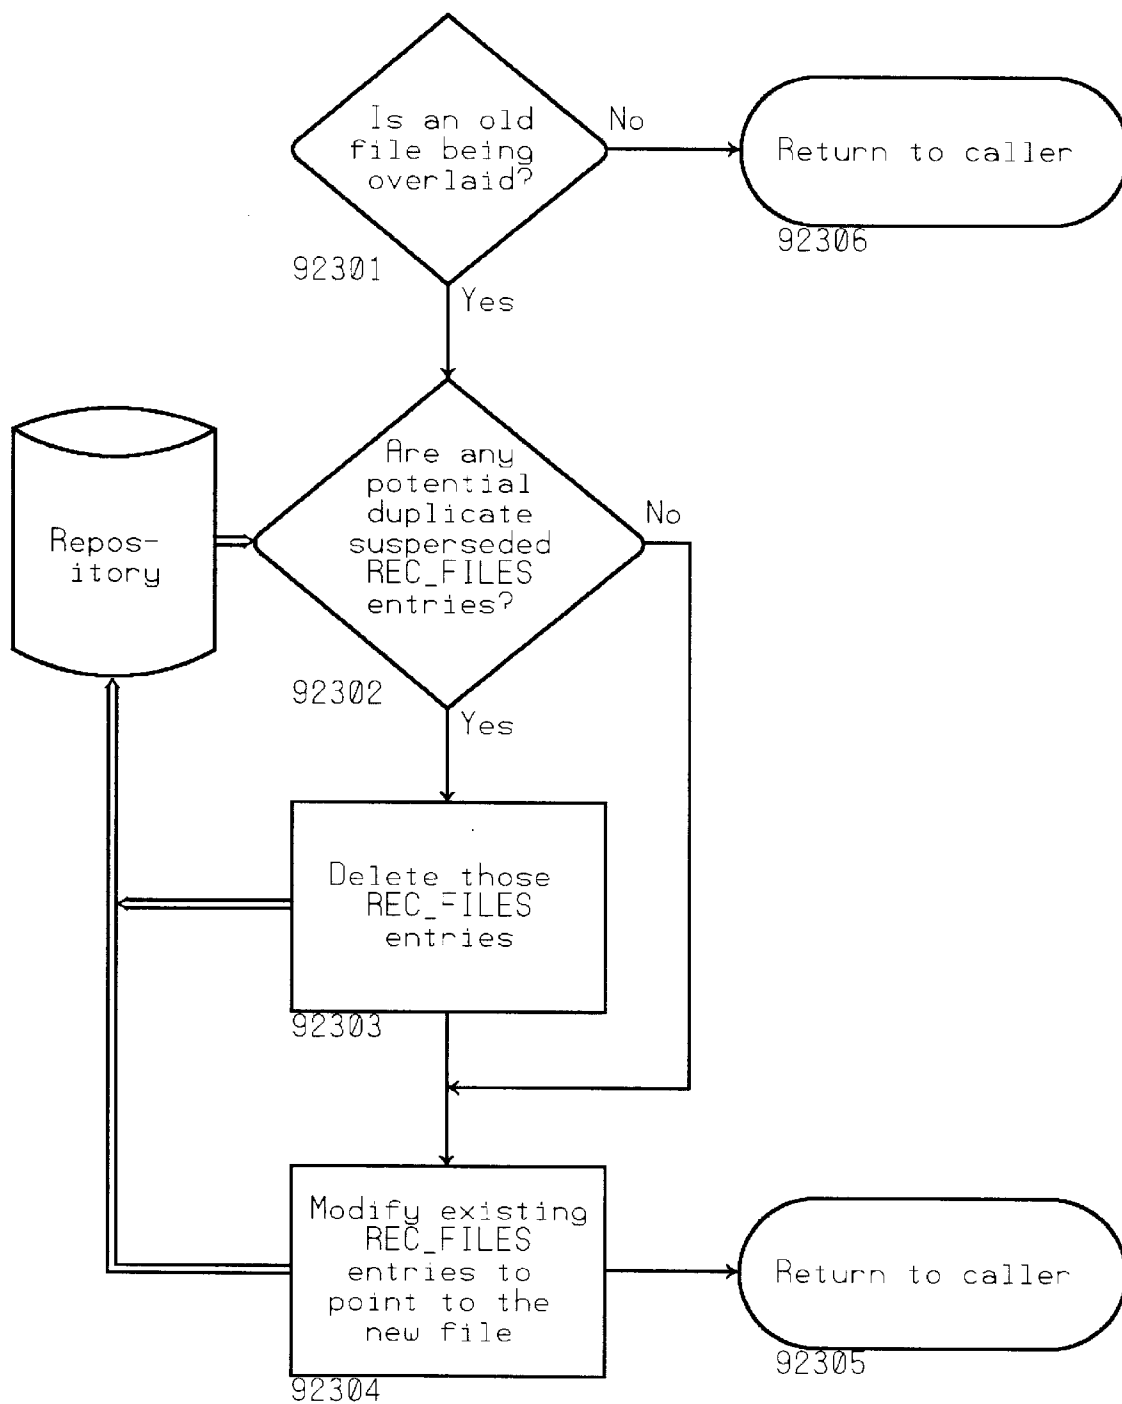 Is an old
file being
overlaid?
No
Return to caller
92306
92301
Yes
Are any
potential
duplicate
susperseded
REC_FILES
entries?
No
Repos-
itory
92302
Yes
Delete those
REC_FILES
entries
92303
Modify existing
REC_FILES
entries to
point to the
new file
Return to caller
92305
92304